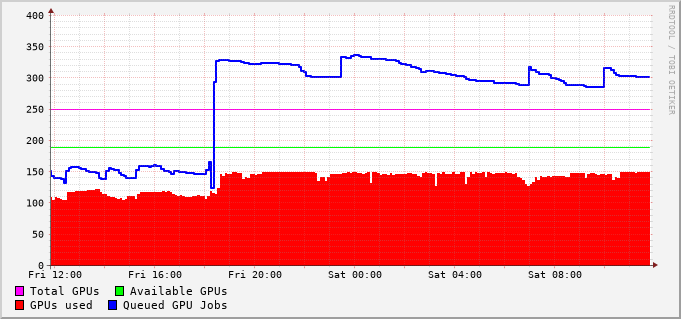 400
350
300
250
200
150
100
50
0
Fri 12:00 Fri 16:00 Fri 20:00 Sat 00:00 Sat 04:00 Sat 08:00
Total GPUs Available GPUs
GPUs used Queued GPU Jobs
RRDTOOL / TOBI OETIKER